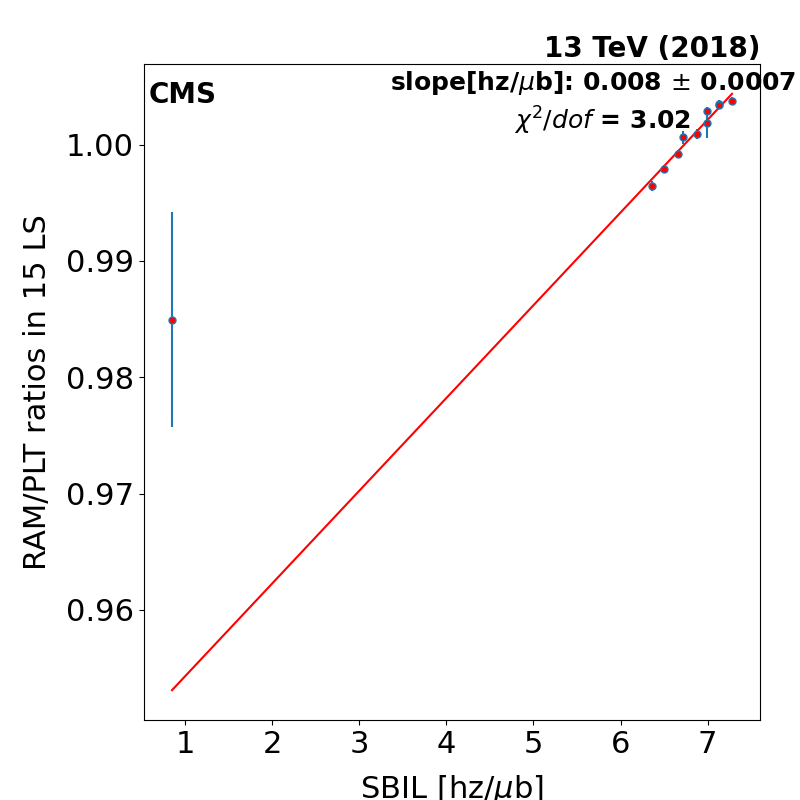 13 TeV (2018)
CMS
slope[hz/μb]: 0.008 ± 0.0007
χ²/dof = 3.02
1.00
0.99
0.98
0.97
0.96
RAM/PLT ratios in 15 LS
1 2 3 4 5 6 7
SBIL [hz/μb]